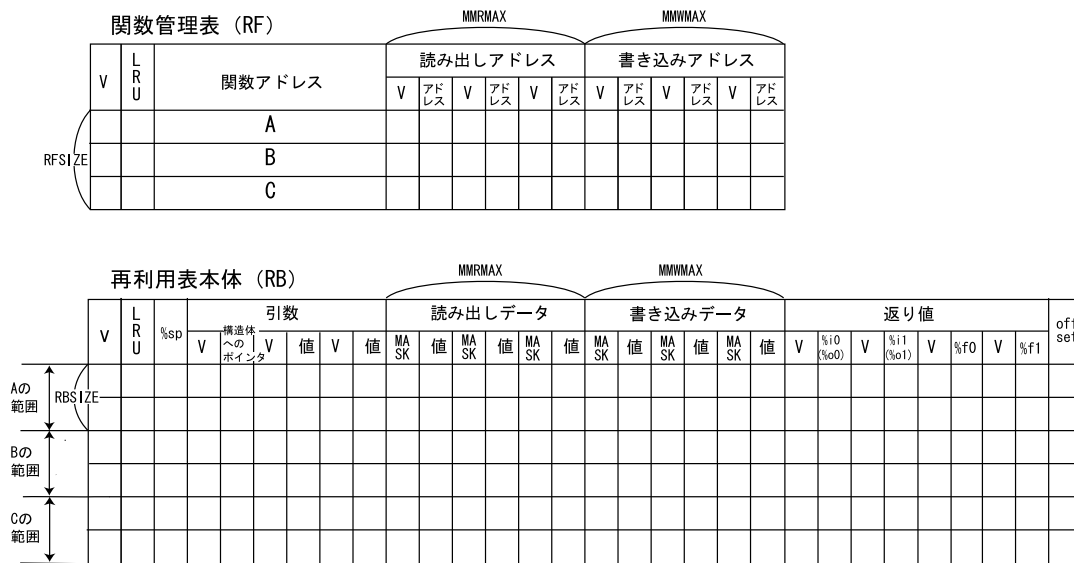 関数管理表（RF）
MMRMAX
MMWMAX
V
LRU
関数アドレス
読み出しアドレス
書き込みアドレス
V アドレス V アドレス V アドレス V アドレス V アドレス V アドレス
RFSIZE
A
B
C
再利用表本体（RB）
MMRMAX
MMWMAX
V
LRU
%sp
引数
読み出しデータ
書き込みデータ
返り値
offset
V 構造体へのポインタ V 値 V 値
MASK 値 MASK 値 MASK 値
MASK 値 MASK 値 MASK 値
V %i0(%o0) V %i1(%o1) V %f0 V %f1
Aの範囲
RBSIZE
Bの範囲
Cの範囲